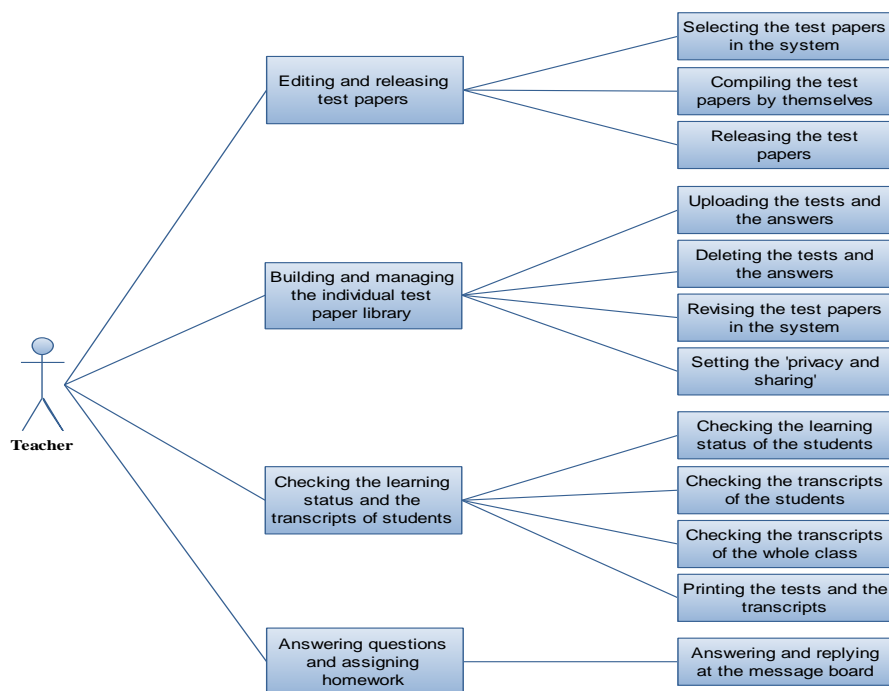 Selecting the test papers
in the system
Editing and releasing
test papers
Compiling the test
papers by themselves
Releasing the test
papers
Uploading the tests and
the answers
Building and managing
the individual test
paper library
Deleting the tests and
the answers
Revising the test papers
in the system
Setting the 'privacy and
sharing'
Teacher
Checking the learning
status and the
transcripts of students
Checking the learning
status of the students
Checking the transcripts
of the students
Checking the transcripts
of the whole class
Printing the tests and the
transcripts
Answering questions
and assigning
homework
Answering and replying
at the message board